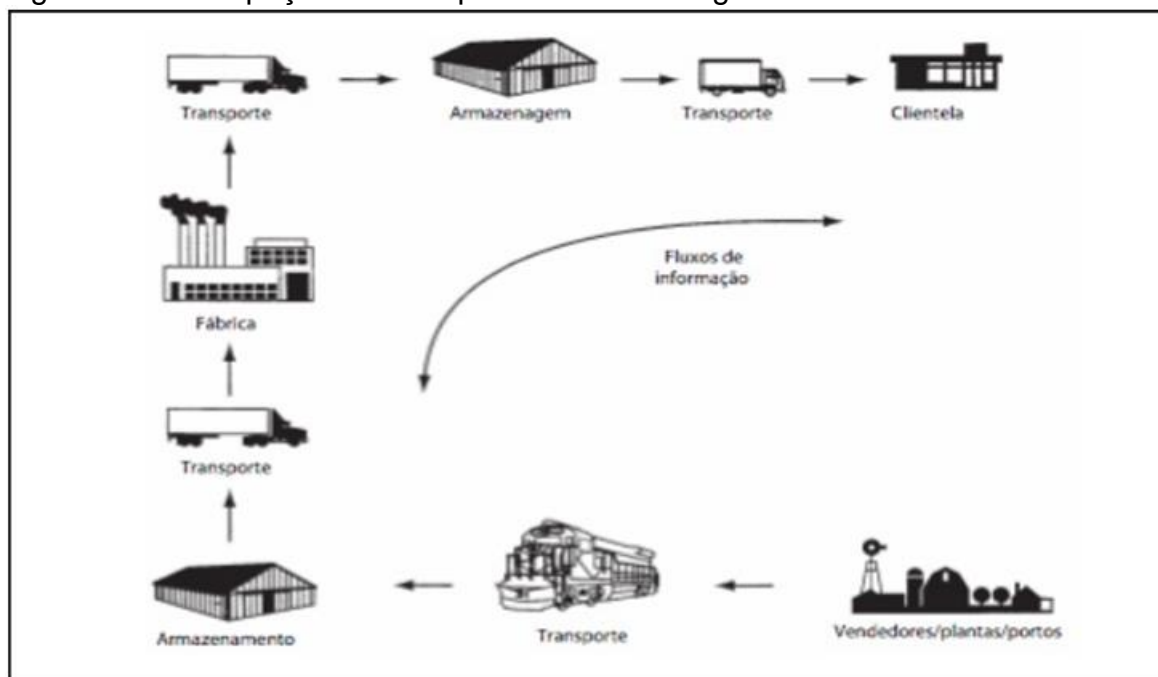 Transporte
Armazenagem
Transporte
Clientela
Fábrica
Fluxos de
informação
Transporte
Armazenamento
Transporte
Vendedores/plantas/portos